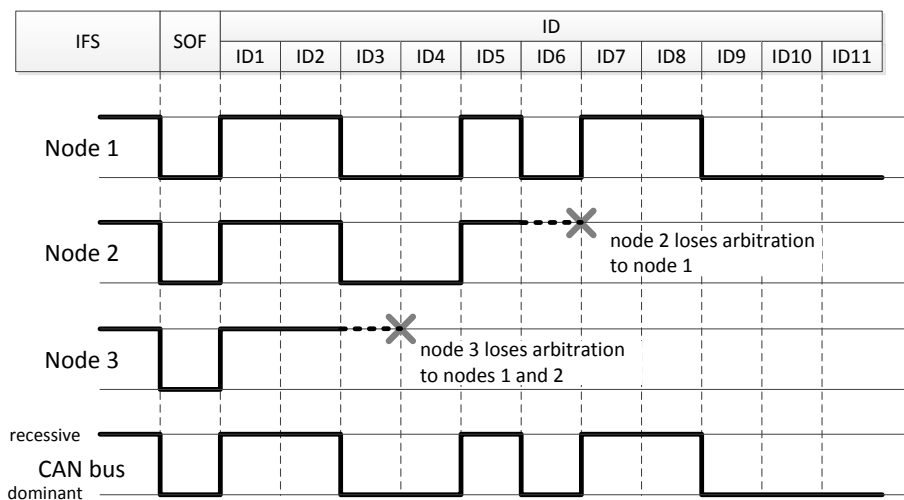 IFS SOF ID
ID1 ID2 ID3 ID4 ID5 ID6 ID7 ID8 ID9 ID10 ID11
Node 1
Node 2
node 2 loses arbitration
to node 1
Node 3
node 3 loses arbitration
to nodes 1 and 2
recessive
CAN bus
dominant